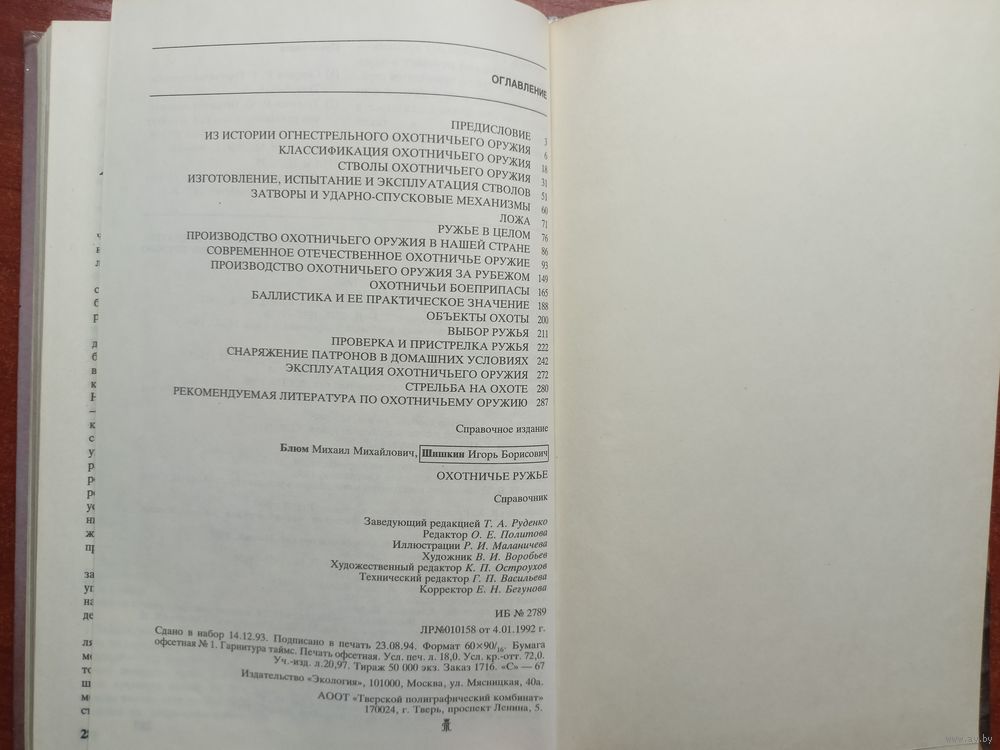 ОГЛАВЛЕНИЕ
ПРЕДИСЛОВИЕ 3
ИЗ ИСТОРИИ ОГНЕСТРЕЛЬНОГО ОХОТНИЧЬЕГО ОРУЖИЯ 6
КЛАССИФИКАЦИЯ ОХОТНИЧЬЕГО ОРУЖИЯ 18
СТВОЛЫ ОХОТНИЧЬЕГО ОРУЖИЯ 31
ИЗГОТОВЛЕНИЕ, ИСПЫТАНИЕ И ЭКСПЛУАТАЦИЯ СТВОЛОВ 51
ЗАТВОРЫ И УДАРНО-СПУСКОВЫЕ МЕХАНИЗМЫ 60
ЛОЖА 71
РУЖЬЕ В ЦЕЛОМ 76
ПРОИЗВОДСТВО ОХОТНИЧЬЕГО ОРУЖИЯ В НАШЕЙ СТРАНЕ 86
СОВРЕМЕННОЕ ОТЕЧЕСТВЕННОЕ ОХОТНИЧЬЕ ОРУЖИЕ 93
ПРОИЗВОДСТВО ОХОТНИЧЬЕГО ОРУЖИЯ ЗА РУБЕЖОМ 149
ОХОТНИЧЬИ БОЕПРИПАСЫ 165
БАЛЛИСТИКА И ЕЕ ПРАКТИЧЕСКОЕ ЗНАЧЕНИЕ 188
ОБЪЕКТЫ ОХОТЫ 200
ВЫБОР РУЖЬЯ 211
ПРОВЕРКА И ПРИСТРЕЛКА РУЖЬЯ 222
СНАРЯЖЕНИЕ ПАТРОНОВ В ДОМАШНИХ УСЛОВИЯХ 242
ЭКСПЛУАТАЦИЯ ОХОТНИЧЬЕГО ОРУЖИЯ 272
СТРЕЛЬБА НА ОХОТЕ 280
РЕКОМЕНДУЕМАЯ ЛИТЕРАТУРА ПО ОХОТНИЧЬЕМУ ОРУЖИЮ 287
Справочное издание
Блюм Михаил Михайлович, Шишкин Игорь Борисович
ОХОТНИЧЬЕ РУЖЬЕ
Справочник
Заведующий редакцией Т. А. Руденко
Редактор О. Е. Политова
Иллюстрации Р. И. Маланичева
Художник В. И. Воробьев
Художественный редактор К. П. Остроухов
Технический редактор Г. П. Васильева
Корректор Е. Н. Бегунова
ИБ № 2789
ЛР№010158 от 4.01.1992 г.
Сдано в набор 14.12.93. Подписано в печать 23.08.94. Формат 60×90/16. Бумага
офсетная № 1. Гарнитура таймс. Печать офсетная. Усл. печ. л. 18,0. Усл. кр.-отт. 72,0.
Уч.-изд. л.20,97. Тираж 50 000 экз. Заказ 1716. «С» — 67
Издательство «Экология», 101000, Москва, ул. Мясницкая, 40а.
АООТ «Тверской полиграфический комбинат»
170024, г. Тверь, проспект Ленина, 5.
www.ay.by